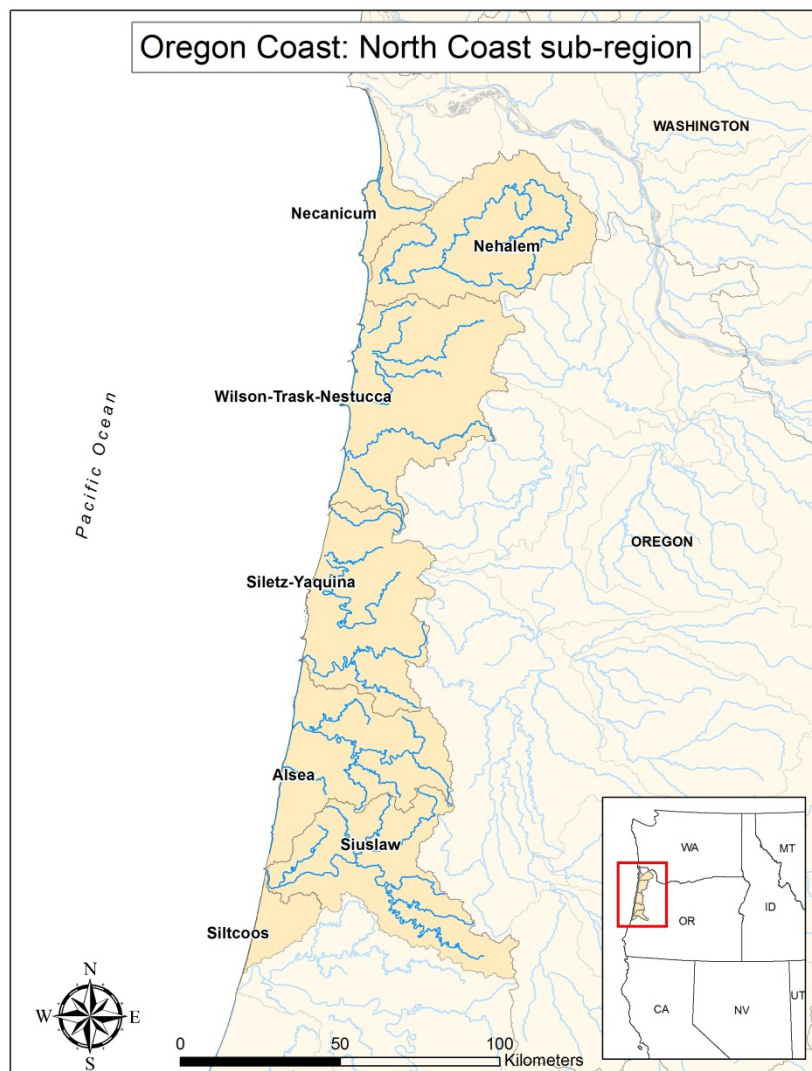 Oregon Coast: North Coast sub-region
WASHINGTON
Necanicum
Nehalem
Wilson-Trask-Nestucca
Pacific Ocean
OREGON
Siletz-Yaquina
Alsea
Siuslaw
Siltcoos
N
W
E
S
0
50
100
Kilometers
WA
MT
OR
ID
CA
NV
UT